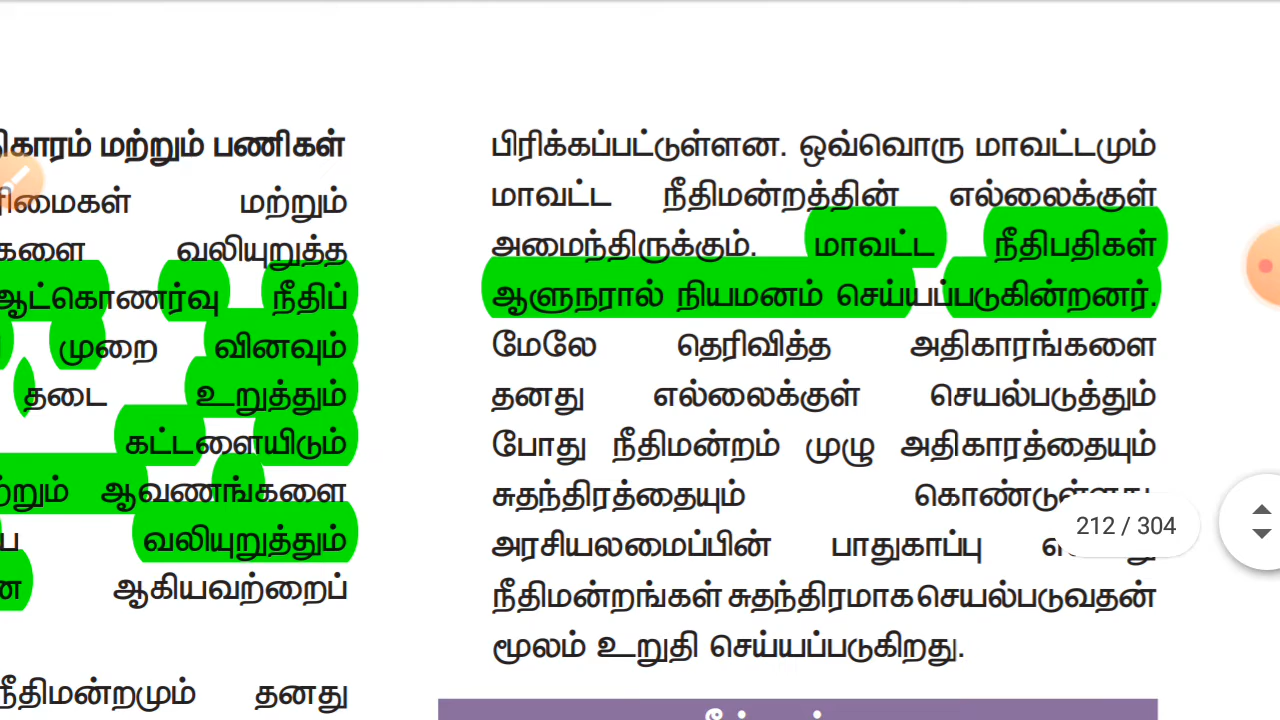 மற்றும் பணிகள்
மற்றும்
வலியுறுத்த
ஆட்கொணர்வு நீதிப்
முறை வினவும்
தடை உறுத்தும்
கட்டளையிடும்
ஆவணங்களை
வலியுறுத்தும்
ஆகியவற்றைப்
தனது
பிரிக்கப்பட்டுள்ளன. ஒவ்வொரு மாவட்டமும்
மாவட்ட நீதிமன்றத்தின் எல்லைக்குள்
அமைந்திருக்கும். மாவட்ட நீதிபதிகள்
ஆளுநரால் நியமனம் செய்யப்படுகின்றனர்.
மேலே தெரிவித்த அதிகாரங்களை
தனது எல்லைக்குள் செயல்படுத்தும்
போது நீதிமன்றம் முழு அதிகாரத்தையும்
சுதந்திரத்தையும்
அரசியலமைப்பின் பாதுகாப்பு
நீதிமன்றங்கள் சுதந்திரமாக செயல்படுவதன்
மூலம் உறுதி செய்யப்படுகிறது.
212 / 304